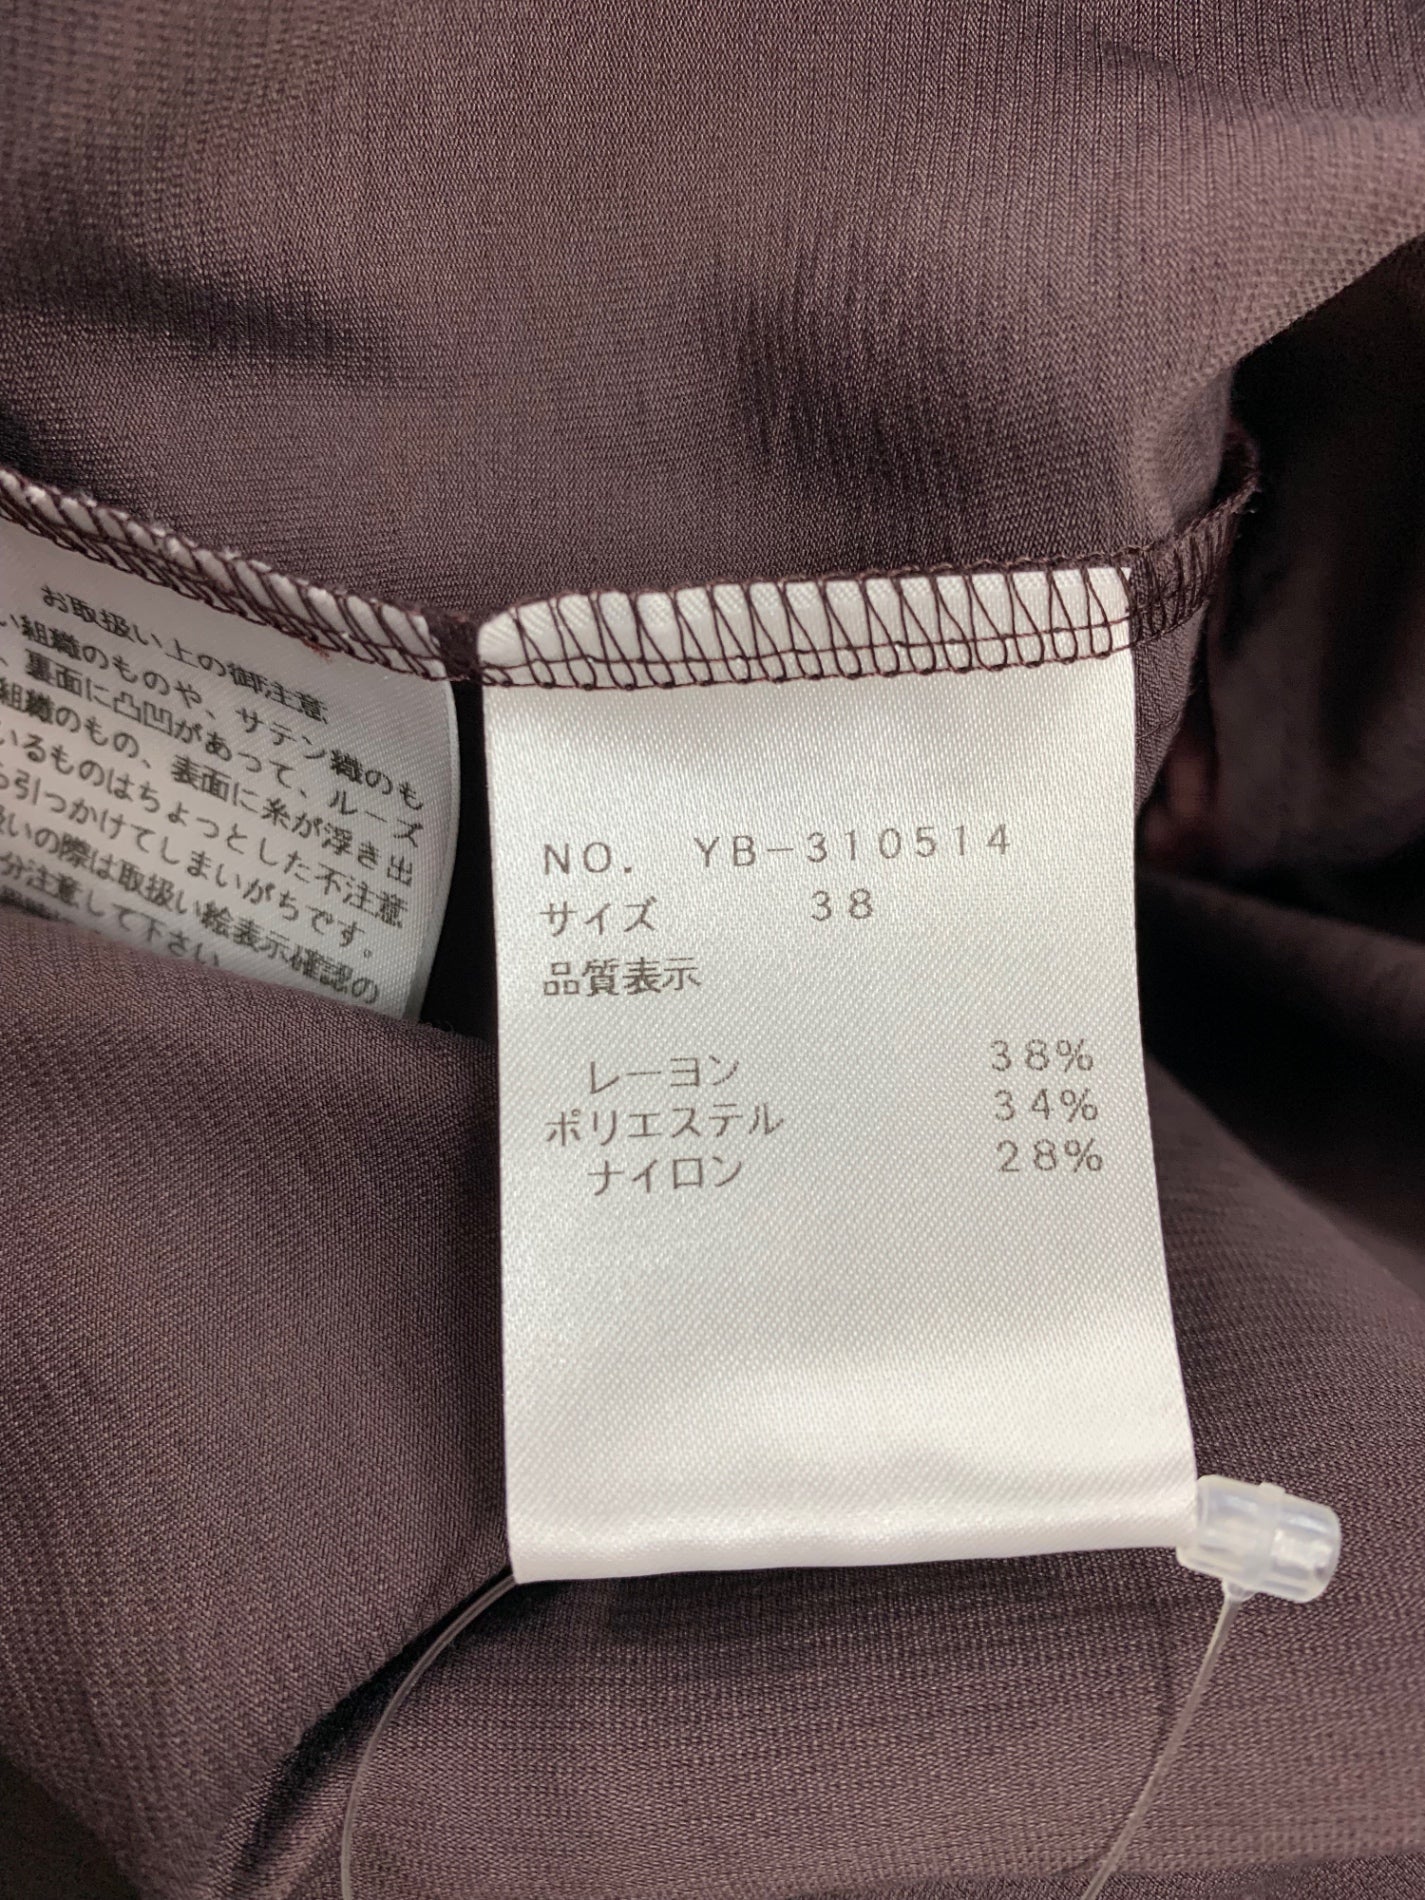 お取扱い上の御注意
い組織のものや、サテン織のも
、裏面に凸凹があって、ルーズ
組織のもの、表面に糸が浮き出
いるものはちょっとした不注意
ら引っかけてしまいがちです。
扱いの際は取扱い絵表示確認の
分注意して下さい
NO. YB-310514
サイズ 38
品質表示
レーヨン 38%
ポリエステル 34%
ナイロン 28%